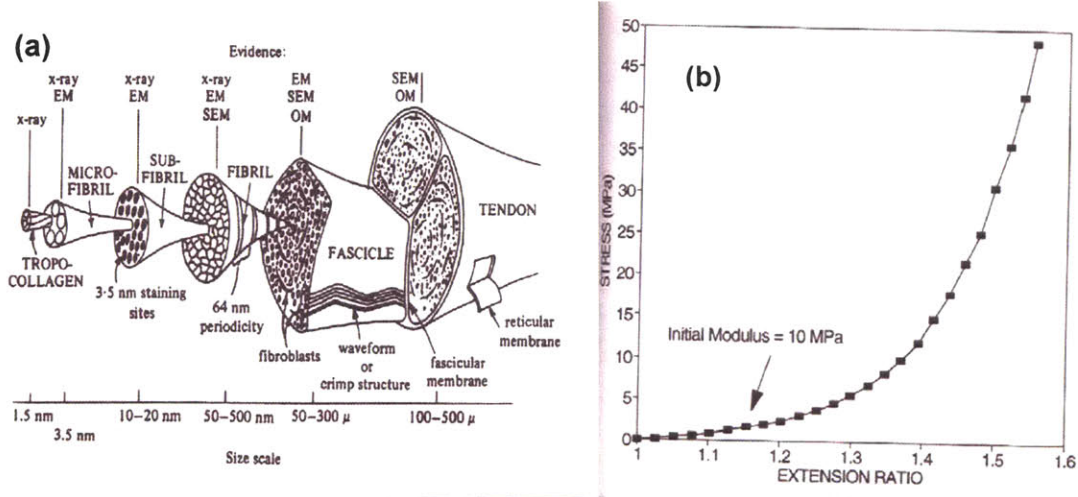 (a)
Evidence:
x-ray
x-ray
EM
x-ray
EM
x-ray
EM
SEM
EM
SEM
OM
SEM
OM
MICRO-
FIBRIL
SUB-
FIBRIL
FIBRIL
TROPO-
COLLAGEN
3·5 nm staining
sites
64 nm
periodicity
FASCICLE
TENDON
fibroblasts
waveform
or
crimp structure
fascicular
membrane
reticular
membrane
1.5 nm
3.5 nm
10–20 nm
50–500 nm
50–300 μ
100–500 μ
Size scale
(b)
STRESS (MPa)
50
45
40
35
30
25
20
15
10
5
0
Initial Modulus = 10 MPa
1
1.1
1.2
1.3
1.4
1.5
1.6
EXTENSION RATIO